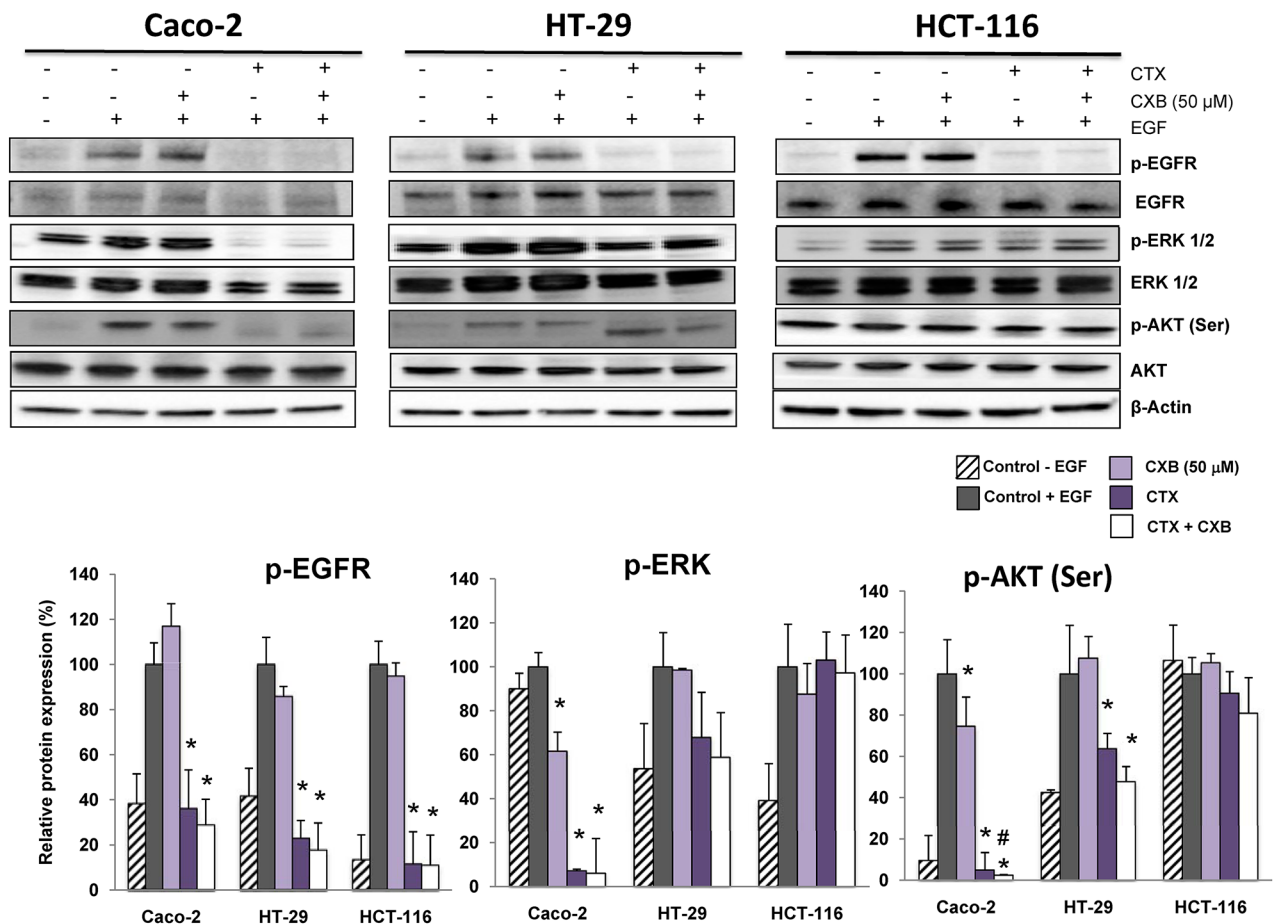 Caco-2 HT-29 HCT-116
- - - + + - - - + + - - - + + CTX
- - + - + - - + - + - - + - + CXB (50 µM)
- + + + + - + + + + - + + + + EGF
p-EGFR
EGFR
p-ERK 1/2
ERK 1/2
p-AKT (Ser)
AKT
β-Actin
Control - EGF CXB (50 µM)
Control + EGF CTX
CTX + CXB
p-EGFR
Relative protein expression (%)
140
120
100
80
60
40
20
0
* * * * * *
Caco-2 HT-29 HCT-116
p-ERK
140
120
100
80
60
40
20
0
* * *
Caco-2 HT-29 HCT-116
p-AKT (Ser)
140
120
100
80
60
40
20
0
* * # * * *
Caco-2 HT-29 HCT-116